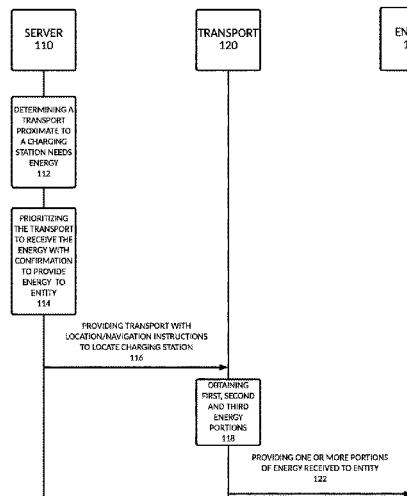 SERVER
110
TRANSPORT
120
DETERMINING A
TRANSPORT
PROXIMATE TO
A CHARGING
STATION NEEDS
ENERGY
112
PRIORITIZING
THE TRANSPORT
TO RECEIVE THE
ENERGY WITH
CONFIRMATION
TO PROVIDE
ENERGY TO
ENTITY
114
PROVIDING TRANSPORT WITH
LOCATION/NAVIGATION INSTRUCTIONS
TO LOCATE CHARGING STATION
116
OBTAINING
FIRST, SECOND
AND THIRD
ENERGY
PORTIONS
118
PROVIDING ONE OR MORE PORTIONS
OF ENERGY RECEIVED TO ENTITY
122